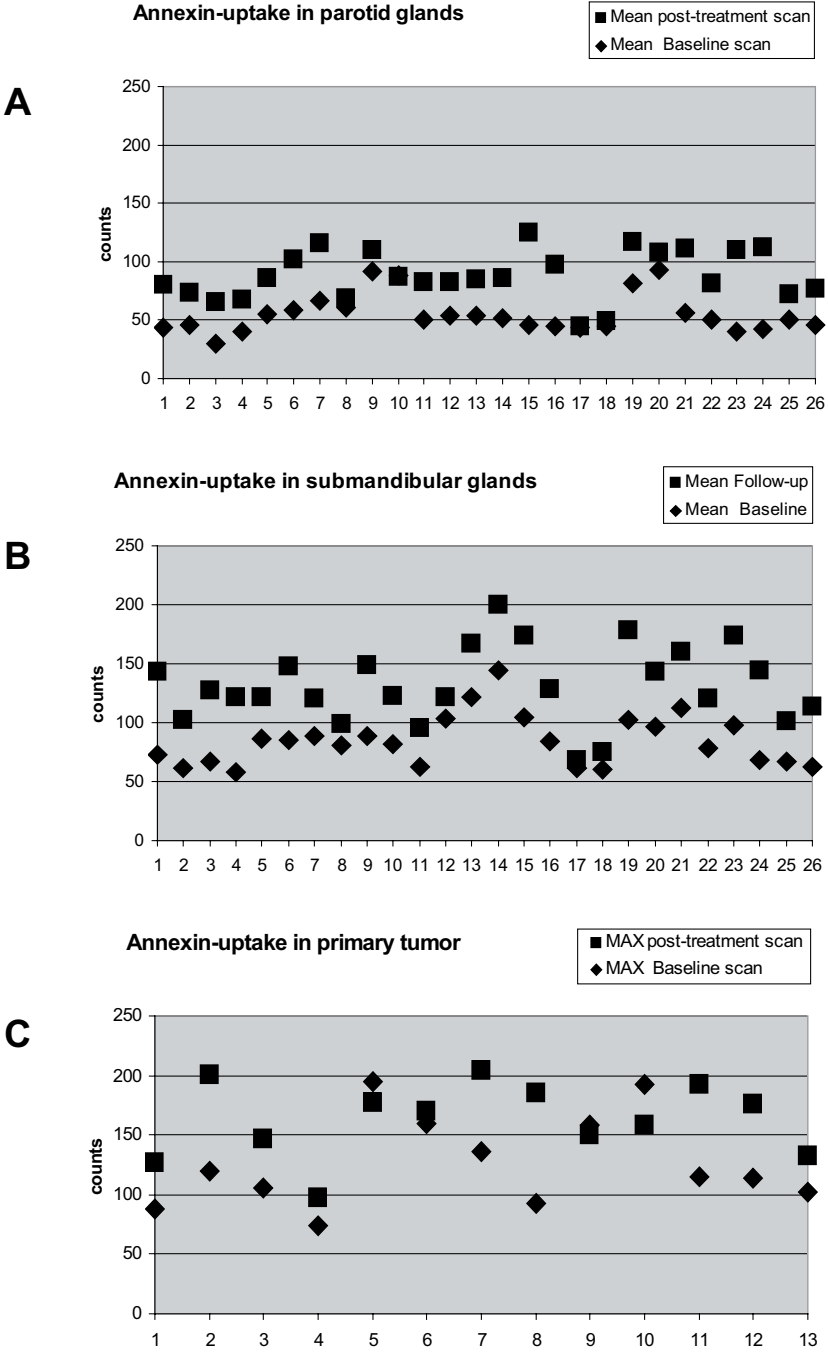 Annexin-uptake in parotid glands
Mean post-treatment scan
Mean Baseline scan
A
250
200
150
100
50
0
counts
1 2 3 4 5 6 7 8 9 10 11 12 13 14 15 16 17 18 19 20 21 22 23 24 25 26
Annexin-uptake in submandibular glands
Mean Follow-up
Mean Baseline
B
250
200
150
100
50
0
counts
1 2 3 4 5 6 7 8 9 10 11 12 13 14 15 16 17 18 19 20 21 22 23 24 25 26
Annexin-uptake in primary tumor
MAX post-treatment scan
MAX Baseline scan
C
250
200
150
100
50
0
counts
1 2 3 4 5 6 7 8 9 10 11 12 13